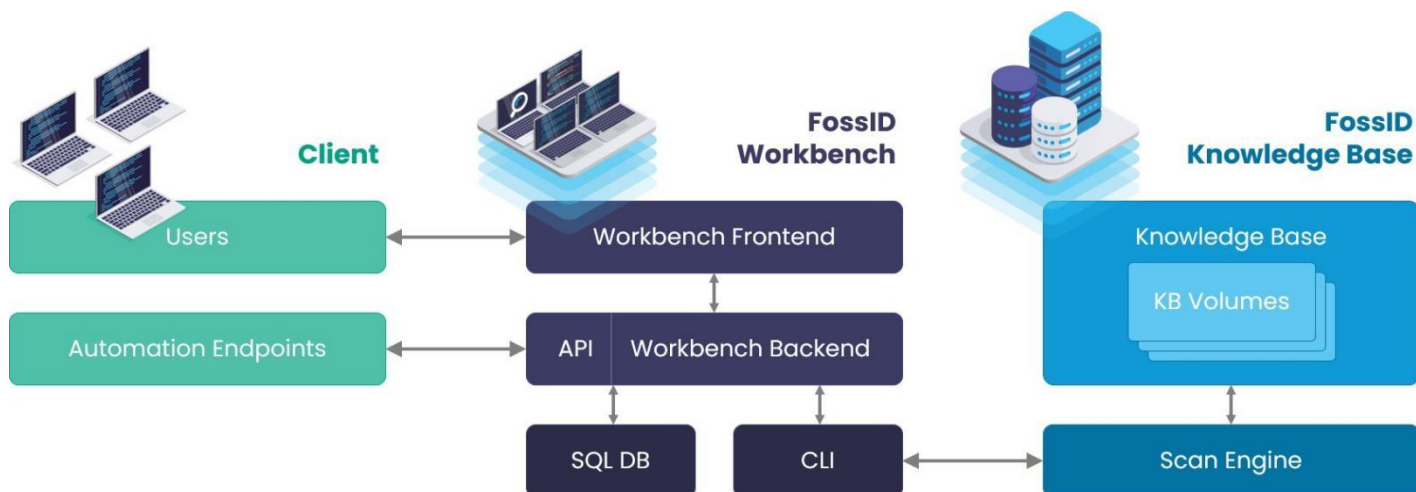 Client
FossID
Workbench
FossID
Knowledge Base
Users
Workbench Frontend
Knowledge Base
KB Volumes
Automation Endpoints
API
Workbench Backend
SQL DB
CLI
Scan Engine